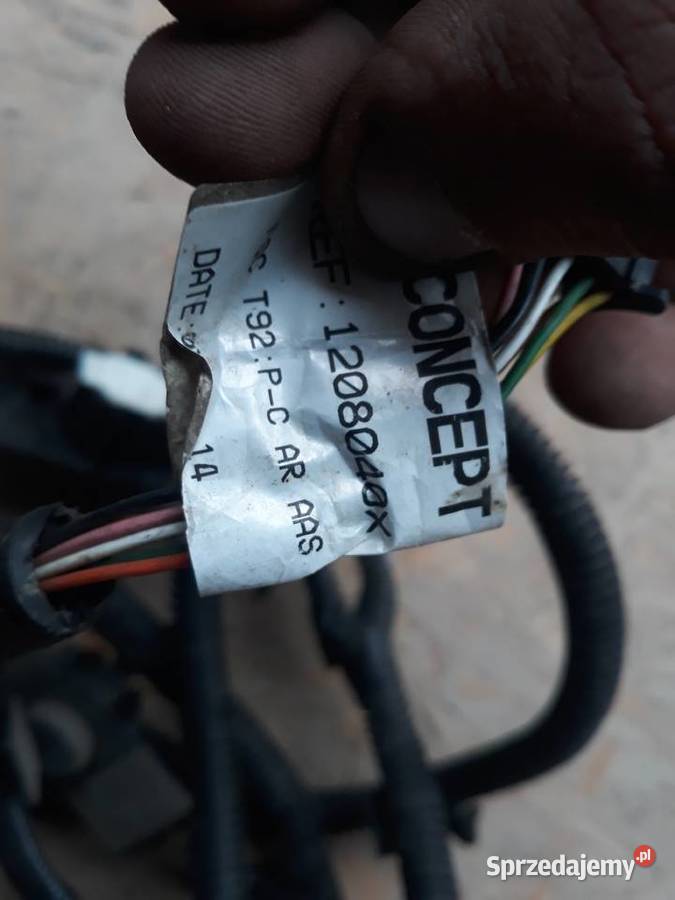 CONCEPT
REF:1208040X
T92:P-C AR AAS
DATE:
14
Sprzedajemy.pl